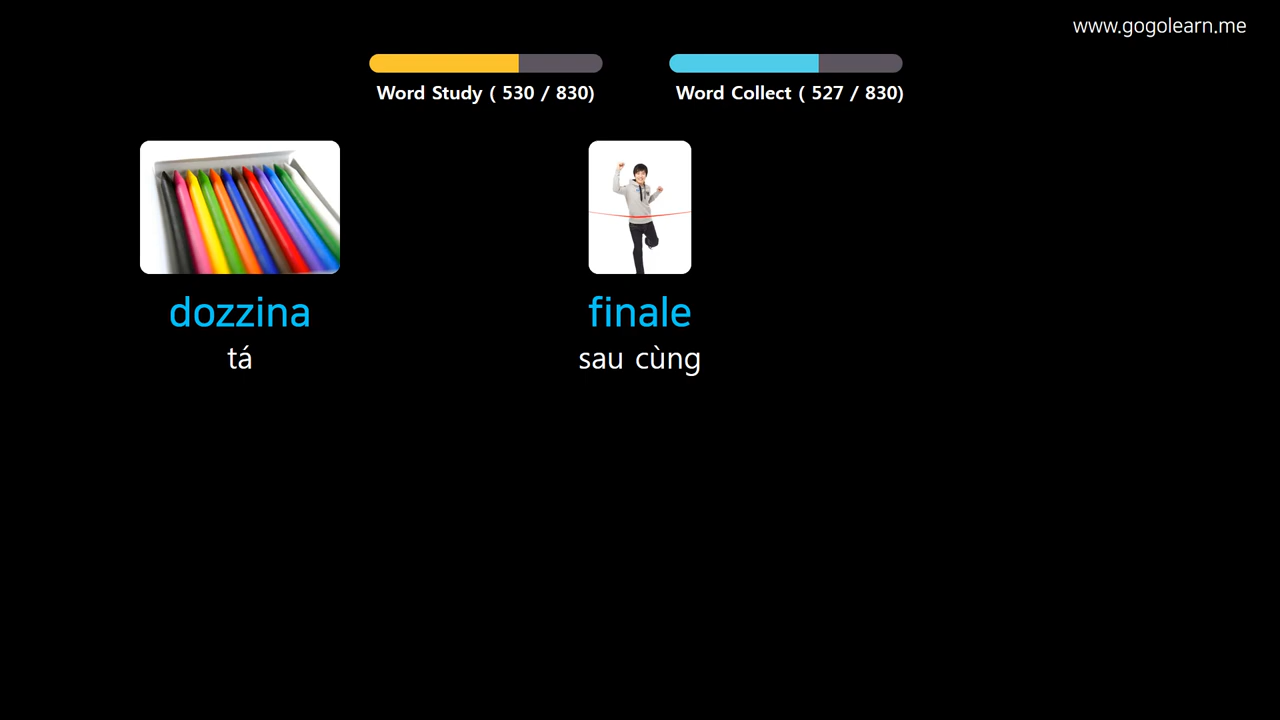 www.gogolearn.me
Word Study ( 530 / 830)
Word Collect ( 527 / 830)
dozzina
tá
finale
sau cùng